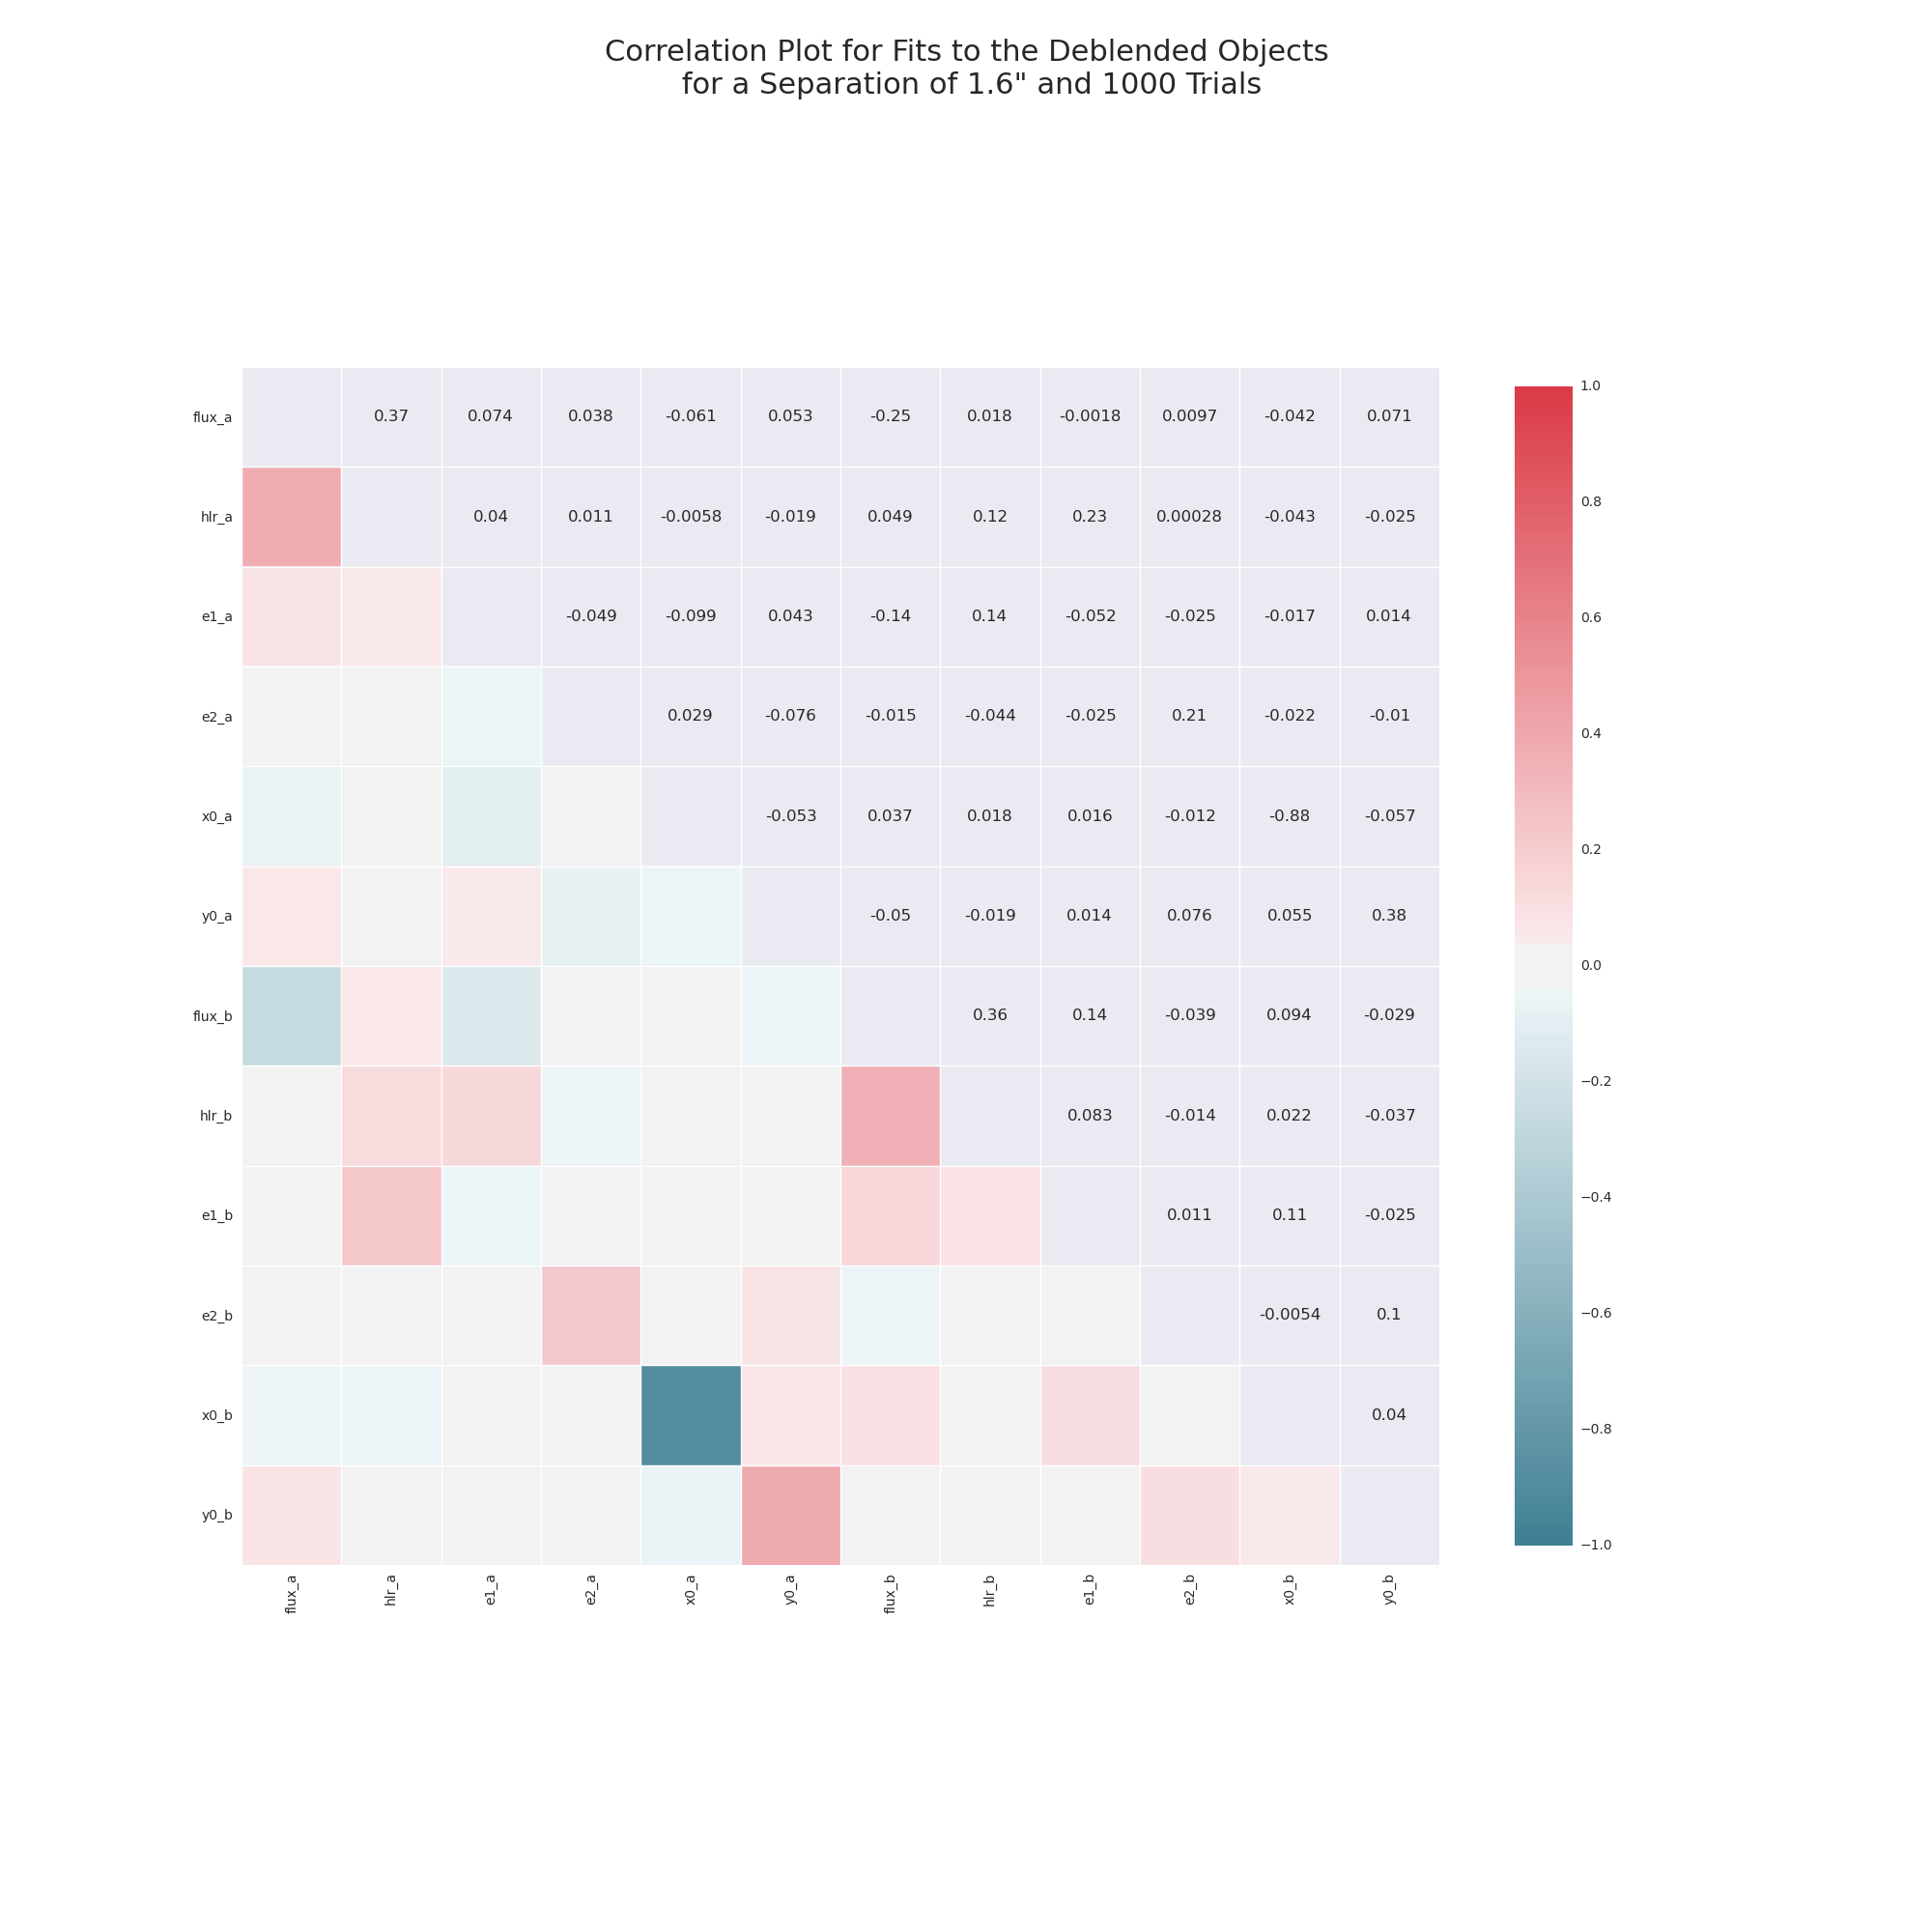 Correlation Plot for Fits to the Deblended Objects
for a Separation of 1.6" and 1000 Trials
flux_a 0.37 0.074 0.038 -0.061 0.053 -0.25 0.018 -0.0018 0.0097 -0.042 0.071
hlr_a 0.04 0.011 -0.0058 -0.019 0.049 0.12 0.23 0.00028 -0.043 -0.025
e1_a -0.049 -0.099 0.043 -0.14 0.14 -0.052 -0.025 -0.017 0.014
e2_a 0.029 -0.076 -0.015 -0.044 -0.025 0.21 -0.022 -0.01
x0_a -0.053 0.037 0.018 0.016 -0.012 -0.88 -0.057
y0_a -0.05 -0.019 0.014 0.076 0.055 0.38
flux_b 0.36 0.14 -0.039 0.094 -0.029
hlr_b 0.083 -0.014 0.022 -0.037
e1_b 0.011 0.11 -0.025
e2_b -0.0054 0.1
x0_b 0.04
y0_b
flux_a hlr_a e1_a e2_a x0_a y0_a flux_b hlr_b e1_b e2_b x0_b y0_b
1.0
0.8
0.6
0.4
0.2
0.0
−0.2
−0.4
−0.6
−0.8
−1.0